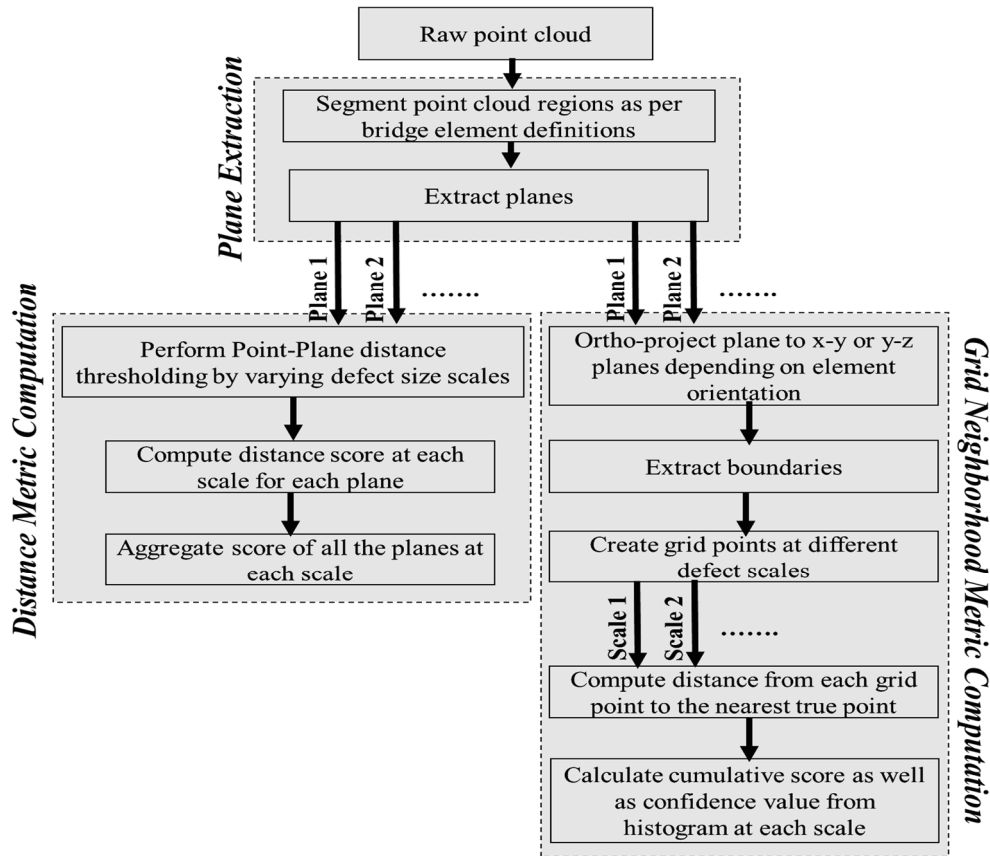 Raw point cloud
Plane Extraction
Segment point cloud regions as per
bridge element definitions
Extract planes
Plane 1
Plane 2
.......
Plane 1
Plane 2
.......
Distance Metric Computation
Perform Point-Plane distance
thresholding by varying defect size scales
Compute distance score at each
scale for each plane
Aggregate score of all the planes at
each scale
Grid Neighborhood Metric Computation
Ortho-project plane to x-y or y-z
planes depending on element
orientation
Extract boundaries
Create grid points at different
defect scales
Scale 1
Scale 2
.......
Compute distance from each grid
point to the nearest true point
Calculate cumulative score as well
as confidence value from
histogram at each scale